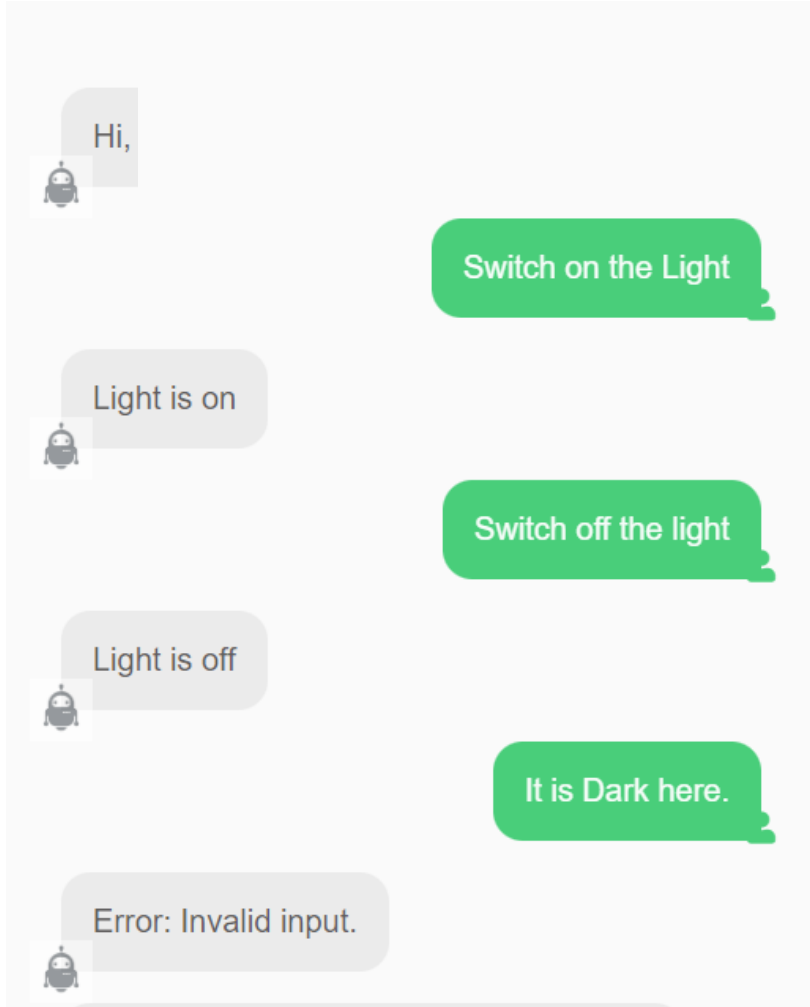 Hi,
Switch on the Light
Light is on
Switch off the light
Light is off
It is Dark here.
Error: Invalid input.